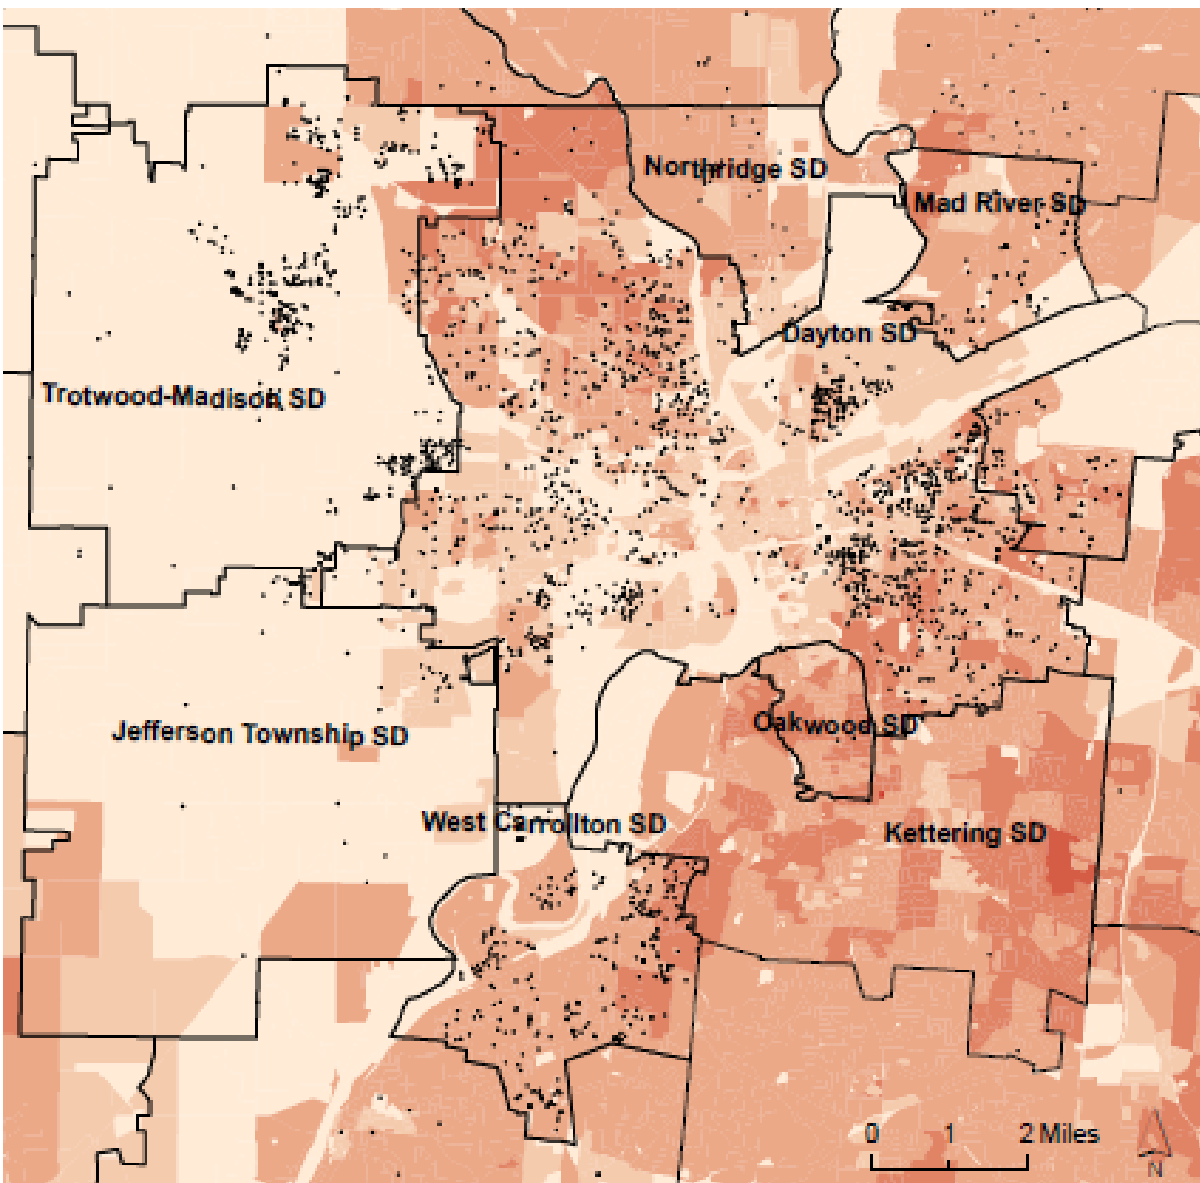 Northridge SD
Mad River SD
Dayton SD
Trotwood-Madison SD
Oakwood SD
Jefferson Township SD
West Carrollton SD
Kettering SD
0 1 2 Miles
N